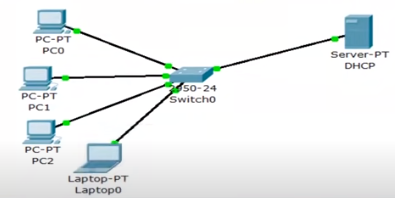 PC-PT
PC0
PC-PT
PC1
PC-PT
PC2
Laptop-PT
Laptop0
2950-24
Switch0
Server-PT
DHCP